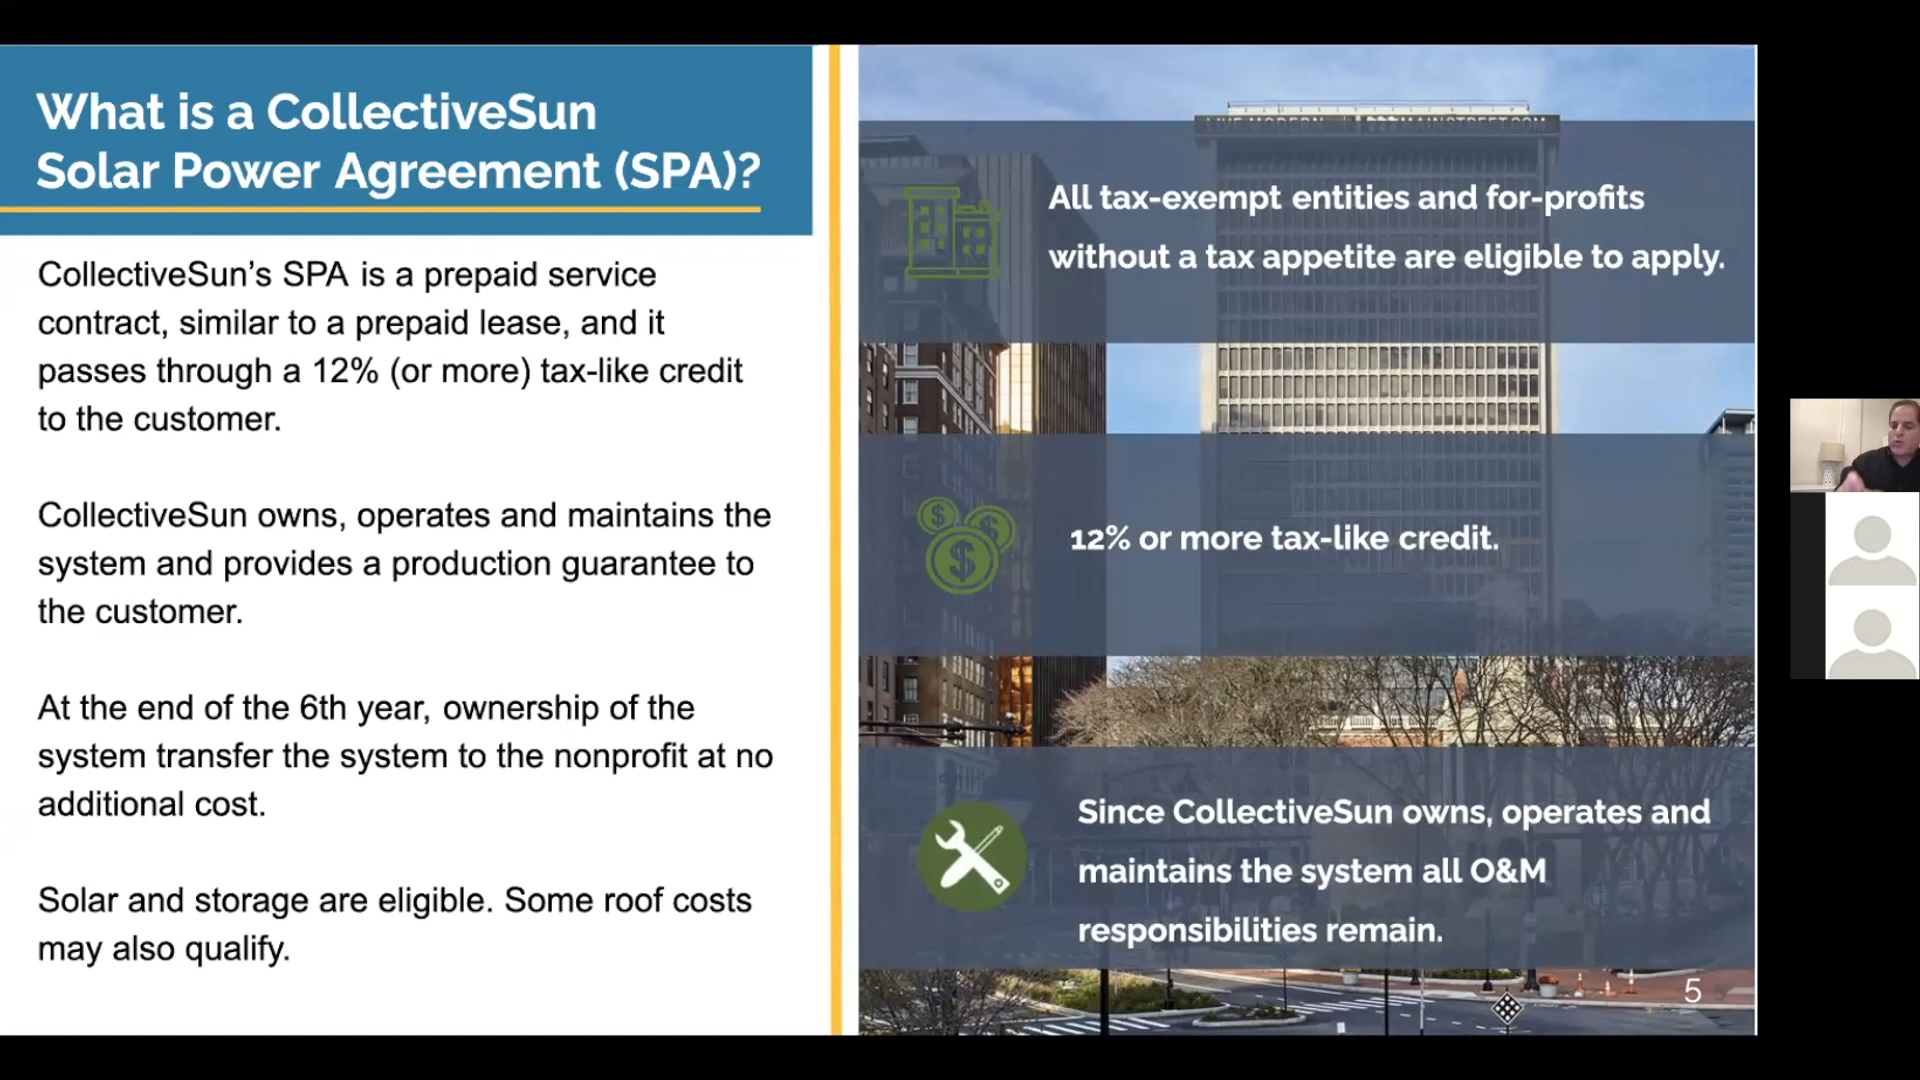 What is a CollectiveSun
Solar Power Agreement (SPA)?
CollectiveSun’s SPA is a prepaid service
contract, similar to a prepaid lease, and it
passes through a 12% (or more) tax-like credit
to the customer.
CollectiveSun owns, operates and maintains the
system and provides a production guarantee to
the customer.
At the end of the 6th year, ownership of the
system transfer the system to the nonprofit at no
additional cost.
Solar and storage are eligible. Some roof costs
may also qualify.
LIVE MODERN MAINSTREET.COM
All tax-exempt entities and for-profits
without a tax appetite are eligible to apply.
12% or more tax-like credit.
Since CollectiveSun owns, operates and
maintains the system all O&M
responsibilities remain.
5